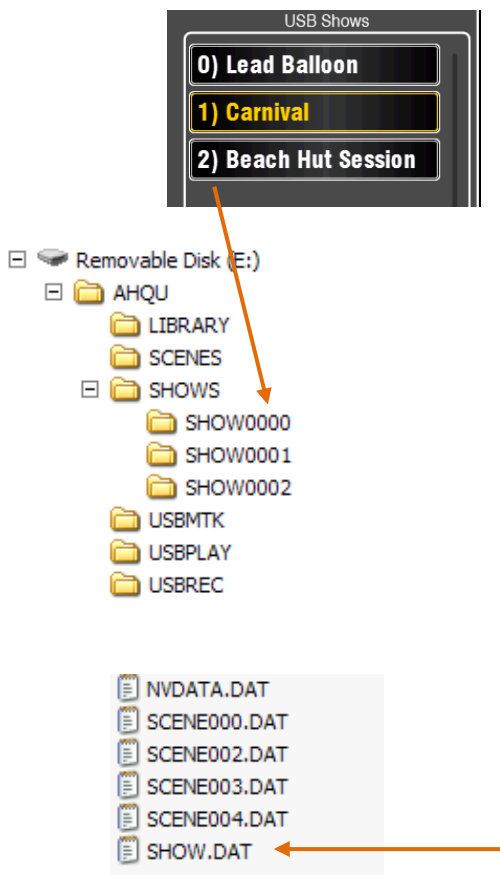 USB Shows
0) Lead Balloon
1) Carnival
2) Beach Hut Session
Removable Disk (E:)
AHQU
LIBRARY
SCENES
SHOWS
SHOW0000
SHOW0001
SHOW0002
USBMTK
USBPLAY
USBREC
NVDATA.DAT
SCENE000.DAT
SCENE002.DAT
SCENE003.DAT
SCENE004.DAT
SHOW.DAT